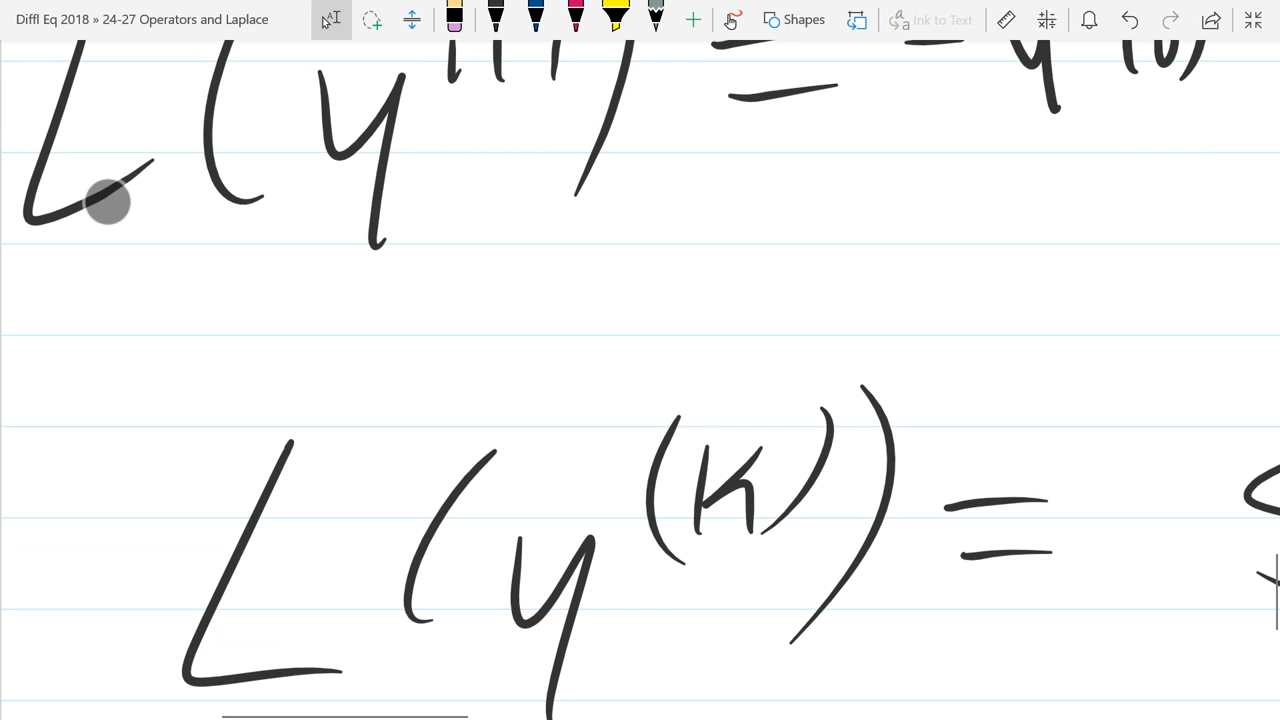 Diffl Eq 2018 » 24-27 Operators and Laplace Shapes Ink to Text
L(y''') = -y''(0)
L(y^(k)) =